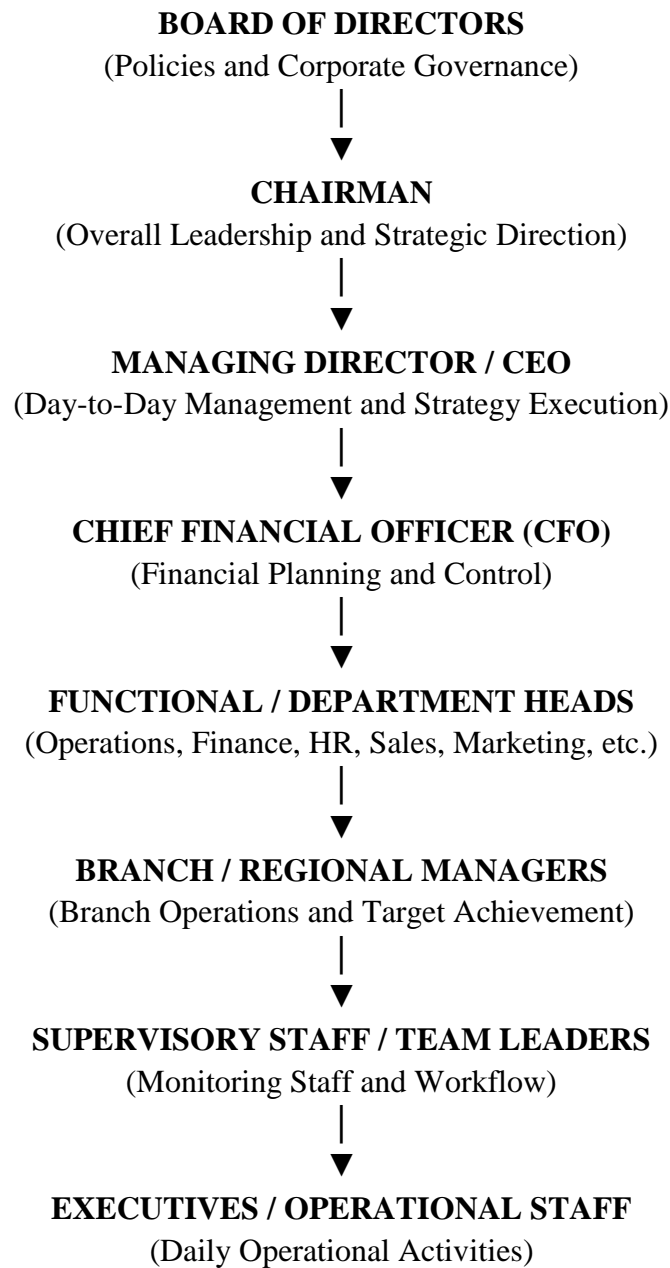 BOARD OF DIRECTORS
(Policies and Corporate Governance)
CHAIRMAN
(Overall Leadership and Strategic Direction)
MANAGING DIRECTOR / CEO
(Day-to-Day Management and Strategy Execution)
CHIEF FINANCIAL OFFICER (CFO)
(Financial Planning and Control)
FUNCTIONAL / DEPARTMENT HEADS
(Operations, Finance, HR, Sales, Marketing, etc.)
BRANCH / REGIONAL MANAGERS
(Branch Operations and Target Achievement)
SUPERVISORY STAFF / TEAM LEADERS
(Monitoring Staff and Workflow)
EXECUTIVES / OPERATIONAL STAFF
(Daily Operational Activities)